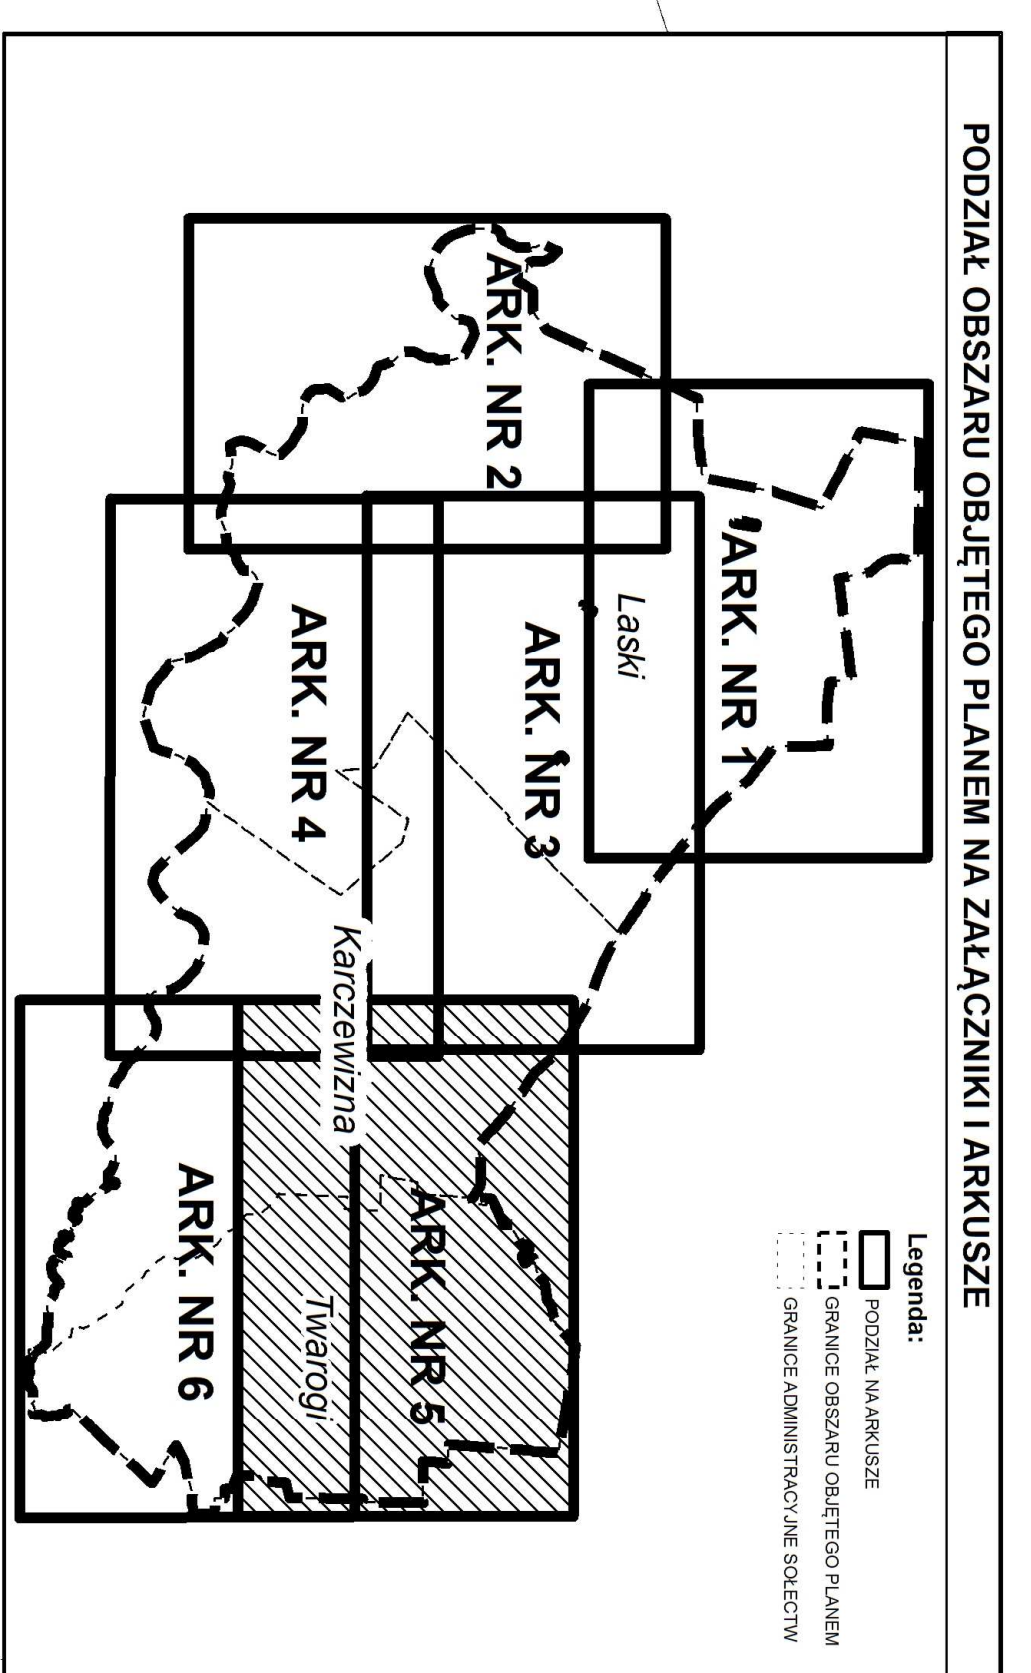 PODZIAŁ OBSZARU OBJĘTEGO PLANEM NA ZAŁĄCZNIKI I ARKUSZE
Legenda:
PODZIAŁ NA ARKUSZE
GRANICE OBSZARU OBJĘTEGO PLANEM
GRANICE ADMINISTRACYJNE SOŁECTW
ARK. NR 1
Laski
ARK. NR 2
ARK. NR 3
ARK. NR 4
Karczewizna
ARK. NR 5
Twarogi
ARK. NR 6